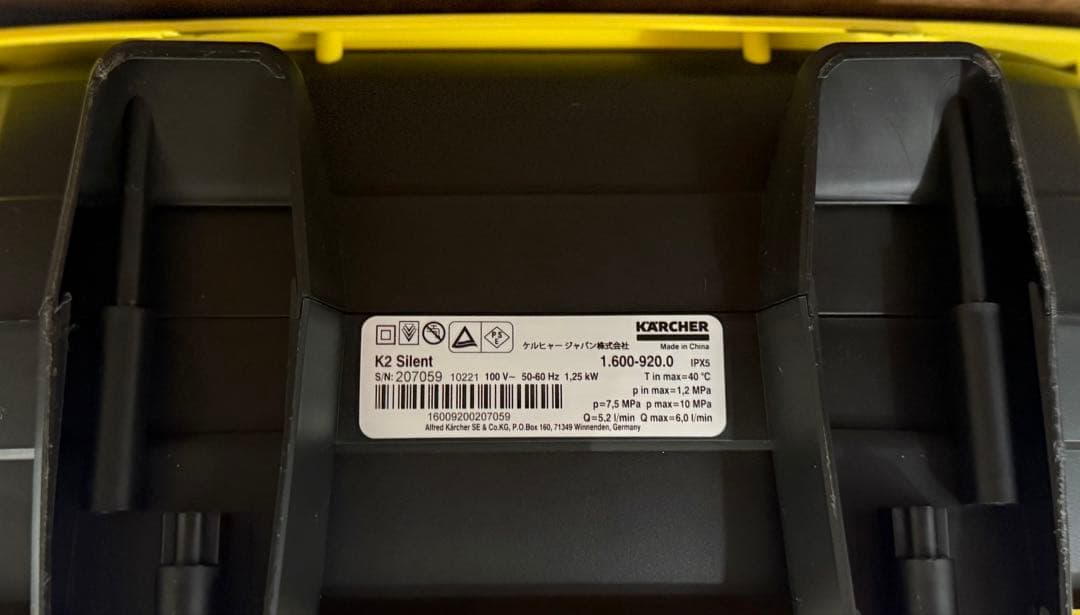 PSE
KÄRCHER
ケルヒャー ジャパン株式会社
Made in China
K2 Silent
1.600-920.0 IPX5
S/N: 207059 10221 100 V~ 50-60 Hz 1,25 kW
T in max=40 °C
p in max=1,2 MPa
p=7,5 MPa p max=10 MPa
16009200207059
Q=5,2 l/min Q max=6,0 l/min
Alfred Kärcher SE & Co.KG, P.O.Box 160, 71349 Winnenden, Germany